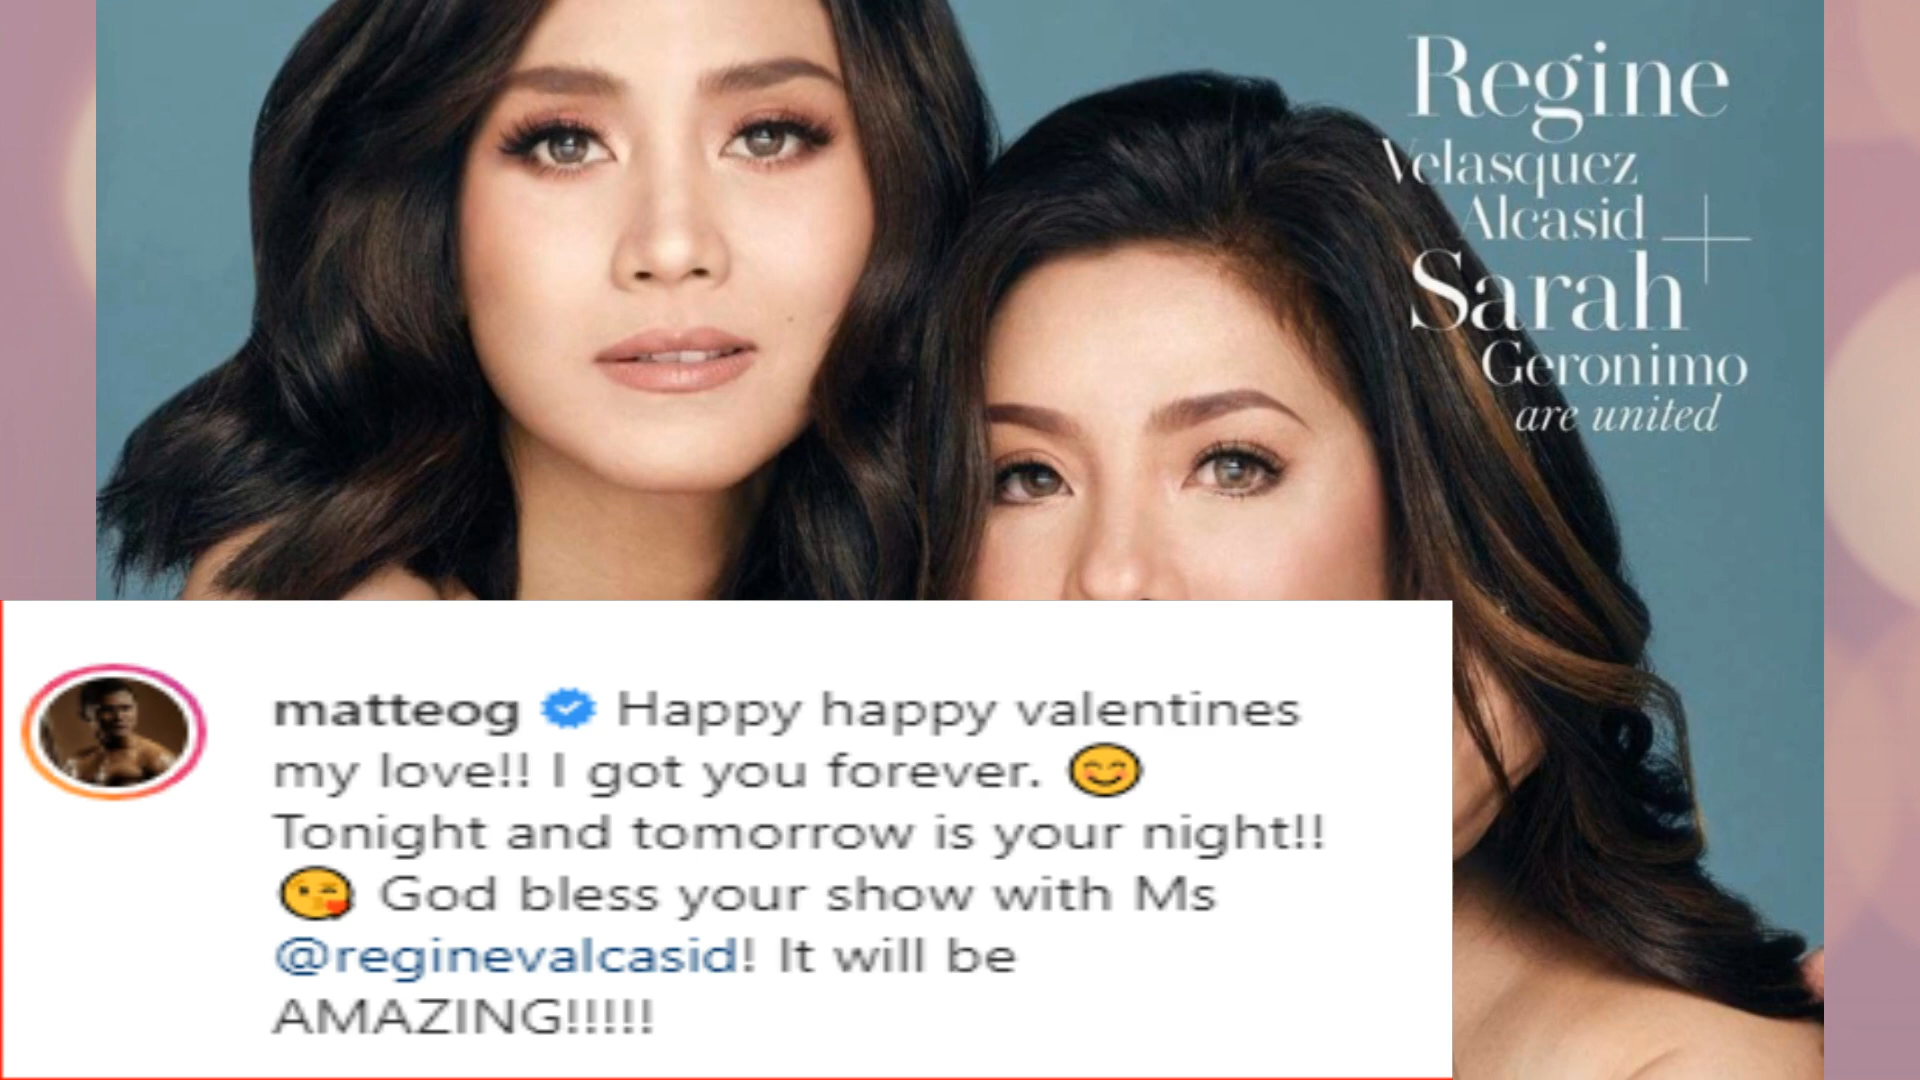 Regine
Velasquez
Alcasid +
Sarah
Geronimo
are united
matteog Happy happy valentines
my love!! I got you forever. 😊
Tonight and tomorrow is your night!!
😘 God bless your show with Ms
@reginevalcasid! It will be
AMAZING!!!!!